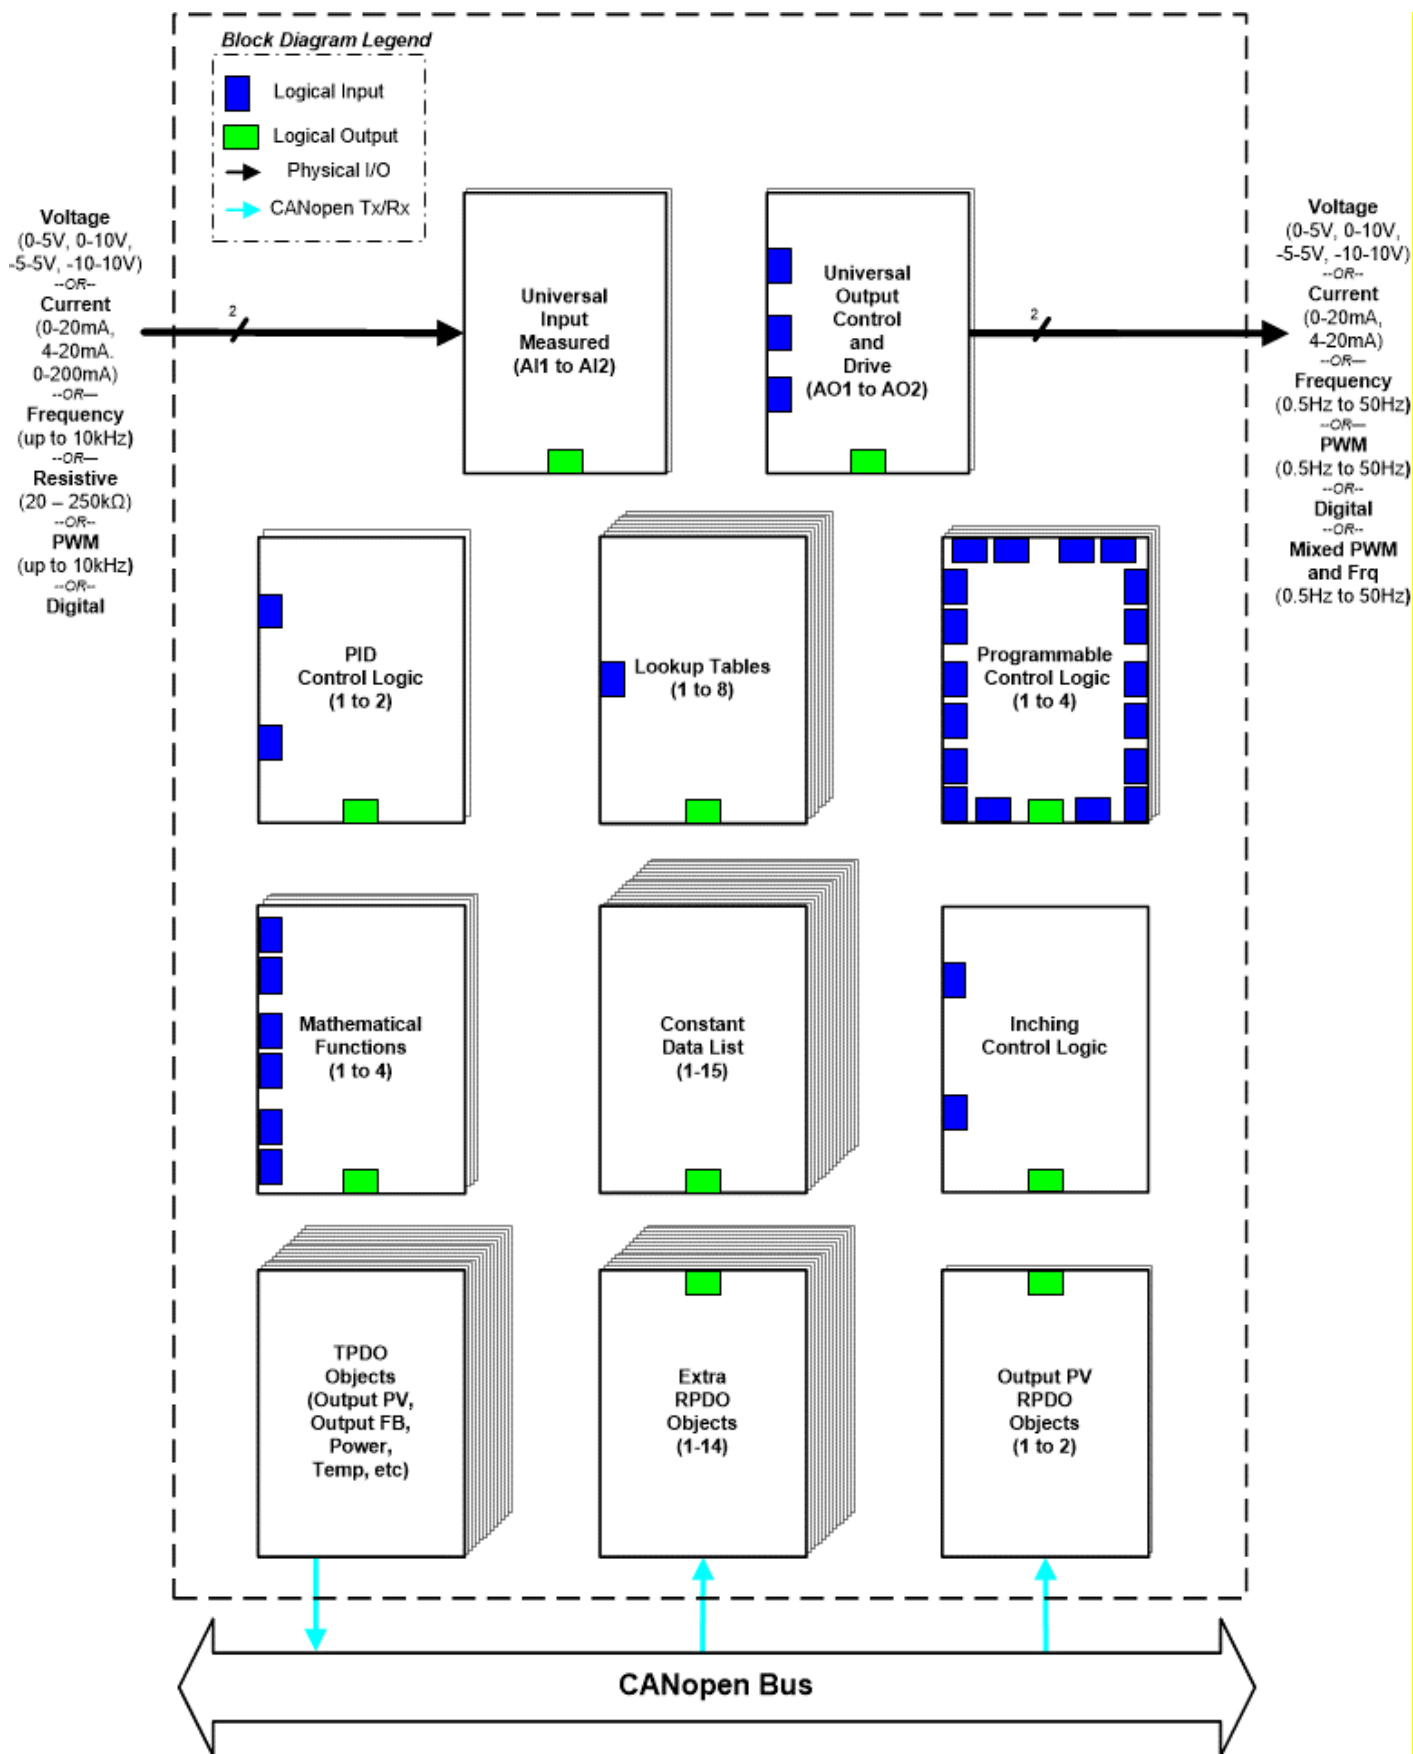 Block Diagram Legend
Logical Input
Logical Output
Physical I/O
CANopen Tx/Rx
Voltage
(0-5V, 0-10V,
-5-5V, -10-10V)
--OR--
Current
(0-20mA,
4-20mA.
0-200mA)
--OR—
Frequency
(up to 10kHz)
--OR—
Resistive
(20 – 250kΩ)
--OR--
PWM
(up to 10kHz)
--OR--
Digital
2
Universal
Input
Measured
(AI1 to AI2)
Universal
Output
Control
and
Drive
(AO1 to AO2)
2
Voltage
(0-5V, 0-10V,
-5-5V, -10-10V)
--OR--
Current
(0-20mA,
4-20mA)
--OR—
Frequency
(0.5Hz to 50Hz)
--OR—
PWM
(0.5Hz to 50Hz)
--OR--
Digital
--OR--
Mixed PWM
and Frq
(0.5Hz to 50Hz)
PID
Control Logic
(1 to 2)
Lookup Tables
(1 to 8)
Programmable
Control Logic
(1 to 4)
Mathematical
Functions
(1 to 4)
Constant
Data List
(1-15)
Inching
Control Logic
TPDO
Objects
(Output PV,
Output FB,
Power,
Temp, etc)
Extra
RPDO
Objects
(1-14)
Output PV
RPDO
Objects
(1 to 2)
CANopen Bus